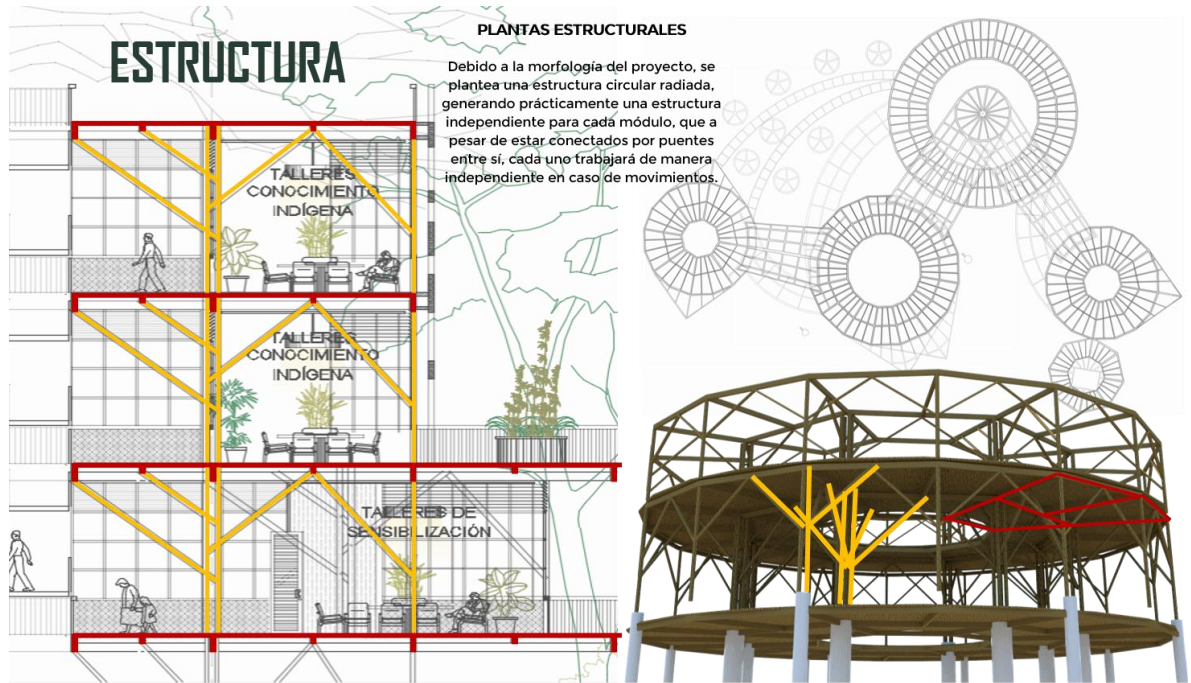 ESTRUCTURA
PLANTAS ESTRUCTURALES
Debido a la morfología del proyecto, se
plantea una estructura circular radiada,
generando prácticamente una estructura
independiente para cada módulo, que a
pesar de estar conectados por puentes
entre sí, cada uno trabajará de manera
independiente en caso de movimientos.
TALLERES
CONOCIMIENTO
INDÍGENA
TALLERES
CONOCIMIENTO
INDÍGENA
TALLERES DE
SENSIBILIZACIÓN